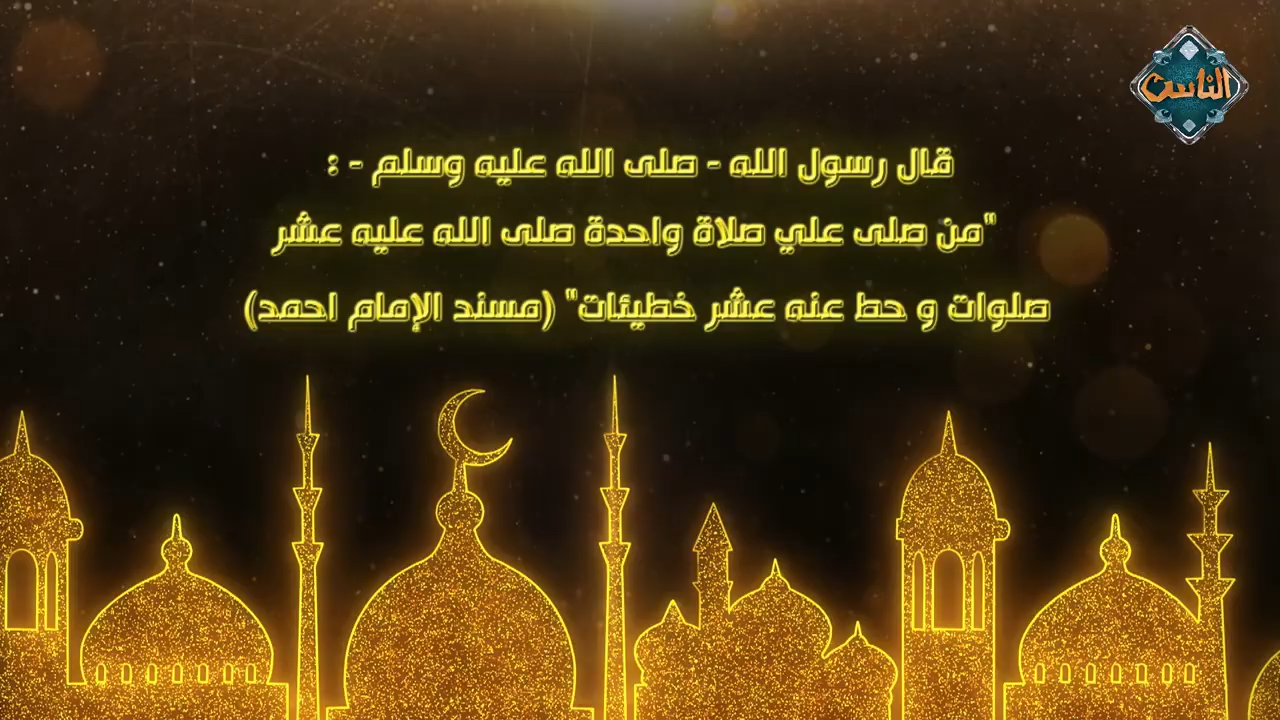 الناس
قال رسول الله - صلى الله عليه وسلم - :
"من صلى علي صلاة واحدة صلى الله عليه عشر
صلوات و حط عنه عشر خطيئات" (مسند الإمام احمد)